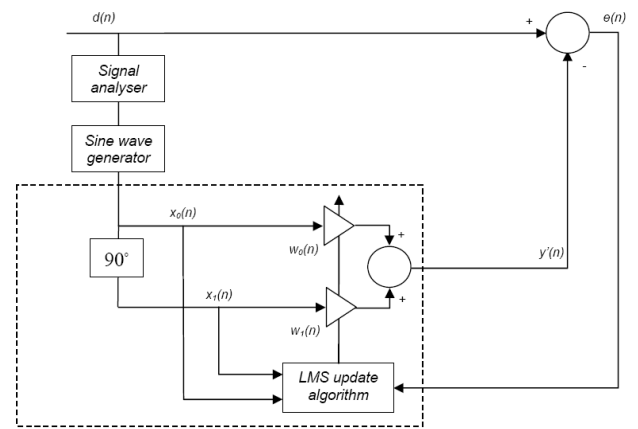 d(n)
+
e(n)
Signal
analyser
-
Sine wave
generator
x₀(n)
w₀(n)
+
90°
y’(n)
x₁(n)
+
w₁(n)
LMS update
algorithm